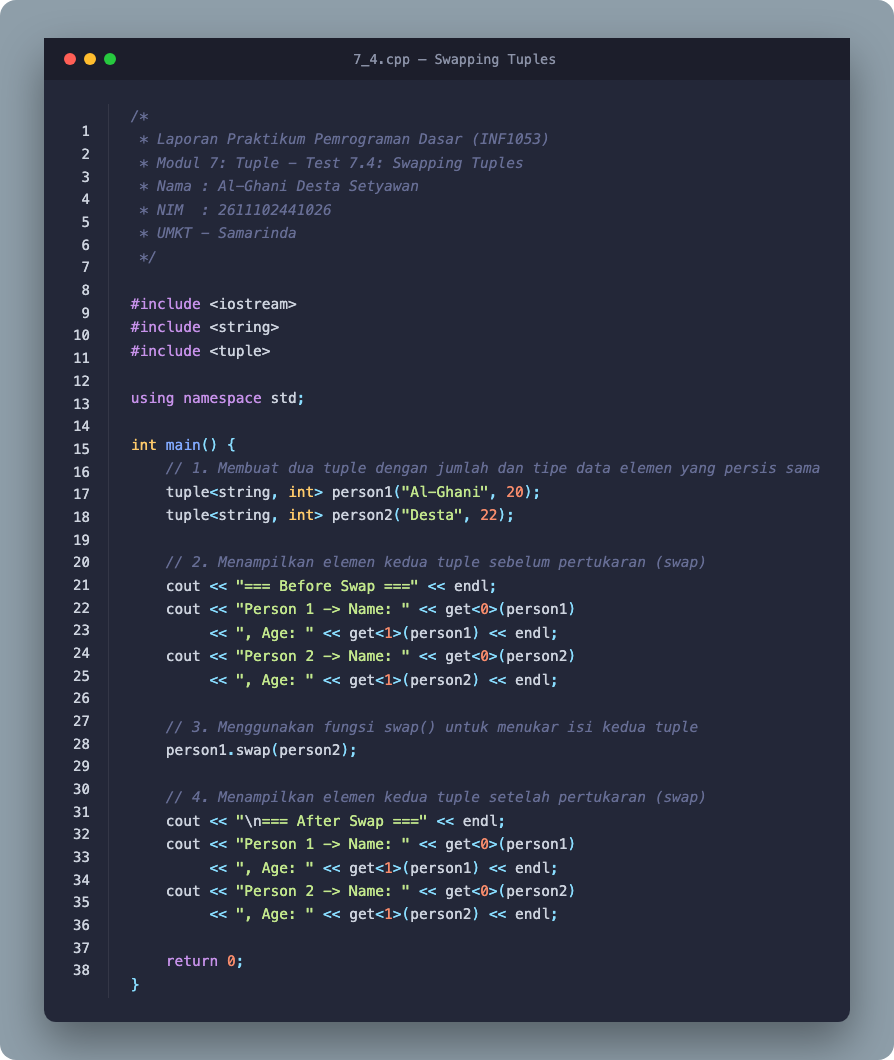 7_4.cpp — Swapping Tuples
1 /*
2  * Laporan Praktikum Pemrograman Dasar (INF1053)
3  * Modul 7: Tuple - Test 7.4: Swapping Tuples
4  * Nama : Al-Ghani Desta Setyawan
5  * NIM  : 2611102441026
6  * UMKT - Samarinda
7  */
8
9 #include <iostream>
10 #include <string>
11 #include <tuple>
12
13 using namespace std;
14
15 int main() {
16     // 1. Membuat dua tuple dengan jumlah dan tipe data elemen yang persis sama
17     tuple<string, int> person1("Al-Ghani", 20);
18     tuple<string, int> person2("Desta", 22);
19
20     // 2. Menampilkan elemen kedua tuple sebelum pertukaran (swap)
21     cout << "=== Before Swap ===" << endl;
22     cout << "Person 1 -> Name: " << get<0>(person1)
23          << ", Age: " << get<1>(person1) << endl;
24     cout << "Person 2 -> Name: " << get<0>(person2)
25          << ", Age: " << get<1>(person2) << endl;
26
27     // 3. Menggunakan fungsi swap() untuk menukar isi kedua tuple
28     person1.swap(person2);
29
30     // 4. Menampilkan elemen kedua tuple setelah pertukaran (swap)
31     cout << "\n=== After Swap ===" << endl;
32     cout << "Person 1 -> Name: " << get<0>(person1)
33          << ", Age: " << get<1>(person1) << endl;
34     cout << "Person 2 -> Name: " << get<0>(person2)
35          << ", Age: " << get<1>(person2) << endl;
36
37     return 0;
38 }